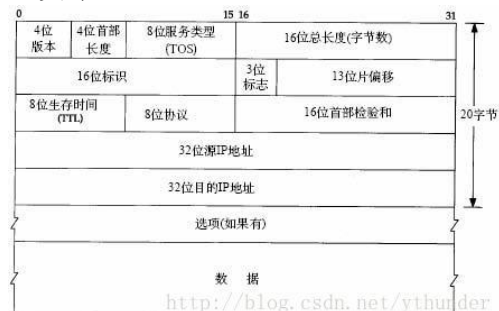 0 15 16 31
4位 4位首部 8位服务类型 16位总长度(字节数)
版本 长度 (TOS)
16位标识 3位 13位片偏移
标志
8位生存时间 8位协议 16位首部检验和 20字节
(TTL)
32位源IP地址
32位目的IP地址
选项(如果有)
数 据
http://blog.csdn.net/ythunder